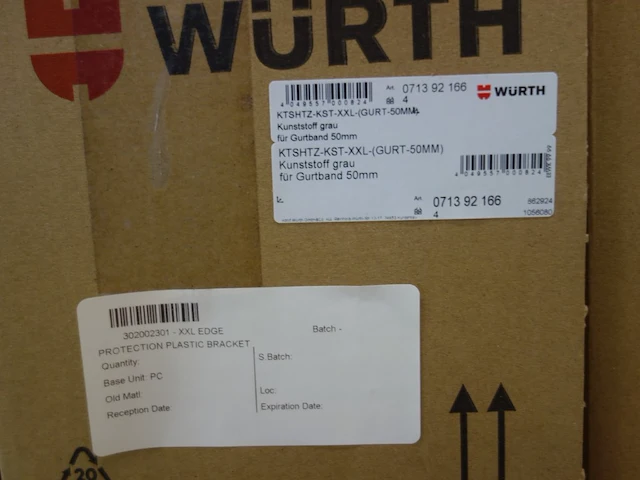 WÜRTH
4 049557 000824
Art. 0713 92 166
WÜRTH
4
KTSHTZ-KST-XXL-(GURT-50MM)
Kunststoff grau
für Gurtband 50mm
KTSHTZ-KST-XXL-(GURT-50MM)
Kunststoff grau
für Gurtband 50mm
4 049557 000824
Art. 0713 92 166
862924
4
1056080
302002301 - XXL EDGE
Batch -
PROTECTION PLASTIC BRACKET
Quantity:
S.Batch:
Base Unit: PC
Old Matl:
Loc:
Reception Date
Expiration Date:
20